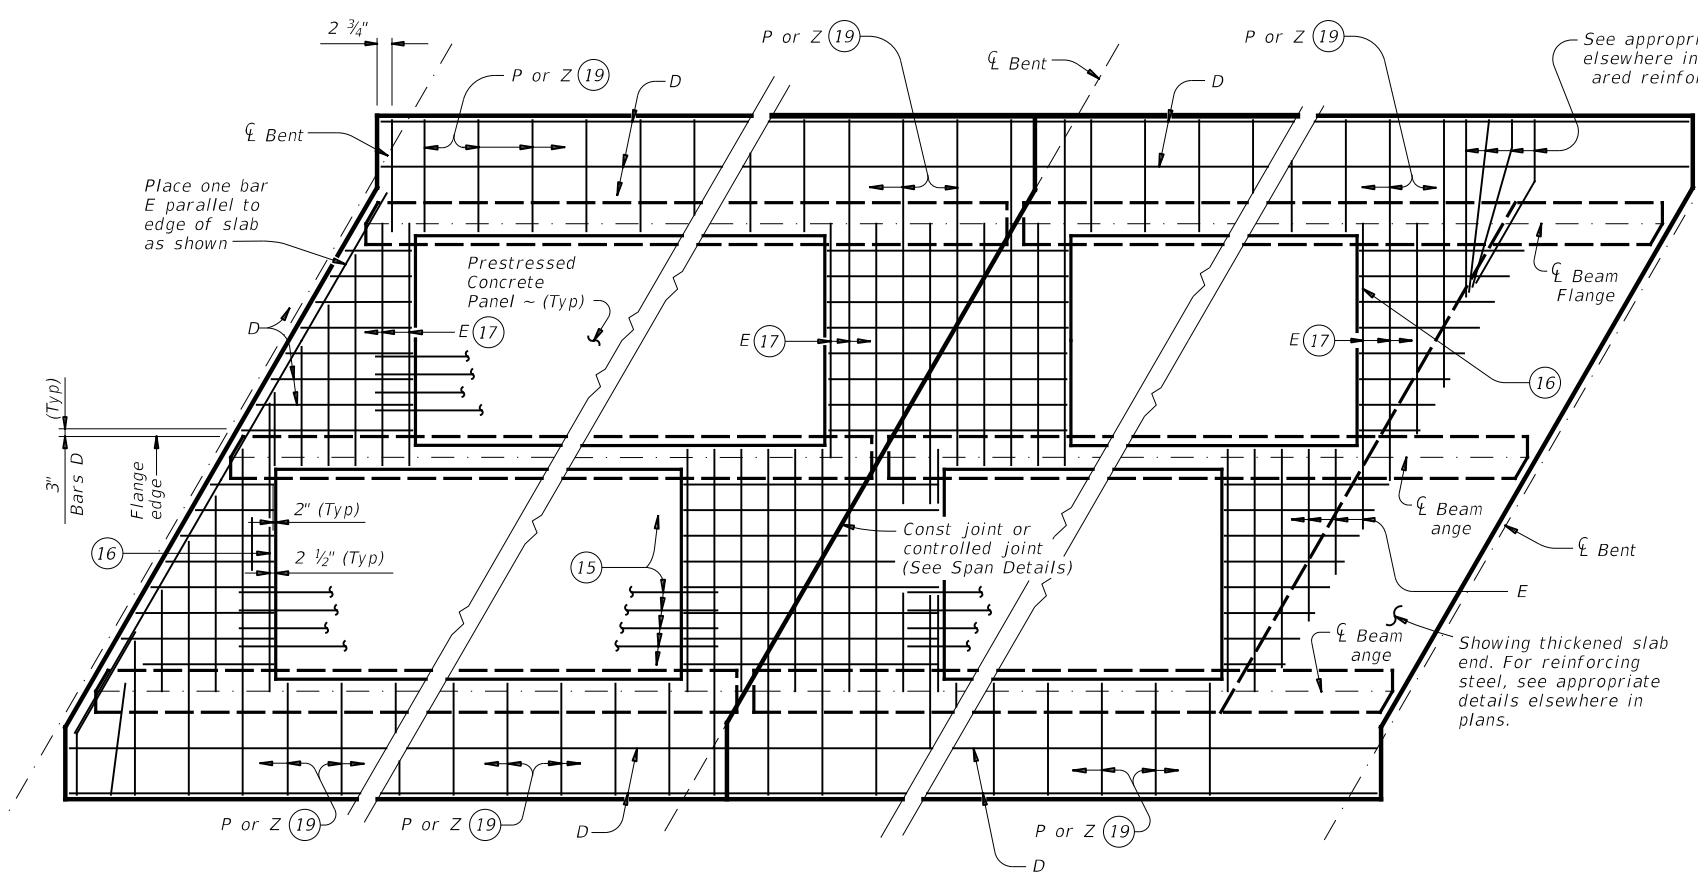 2 ¾"
P or Z 19
℄ Bent
P or Z 19
See appropri
elsewhere in
ared reinfor
P or Z 19
D
D
℄ Bent
Place one bar
E parallel to
edge of slab
as shown
Prestressed
Concrete
Panel ~ (Typ)
℄ Beam
Flange
D
E 17
E 17
E 17
16
(Typ)
3"
Bars D
Flange
edge
2" (Typ)
2 ½" (Typ)
16
15
Const joint or
controlled joint
(See Span Details)
℄ Beam
ange
℄ Bent
E
℄ Beam
ange
Showing thickened slab
end. For reinforcing
steel, see appropriate
details elsewhere in
plans.
P or Z 19
P or Z 19
D
P or Z 19
D